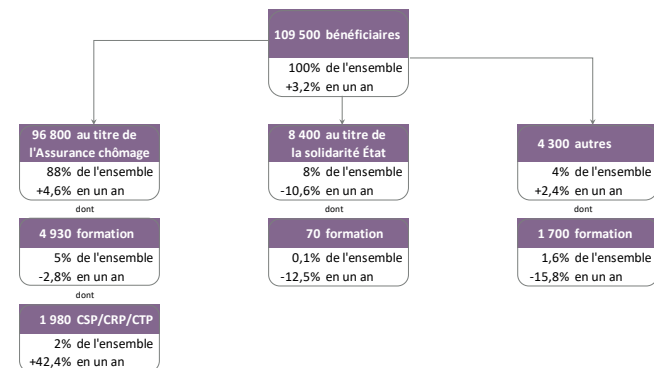 109 500 bénéficiaires
100% de l'ensemble
+3,2% en un an
96 800 au titre de
l'Assurance chômage
88% de l'ensemble
+4,6% en un an
dont
4 930 formation
5% de l'ensemble
-2,8% en un an
dont
1 980 CSP/CRP/CTP
2% de l'ensemble
+42,4% en un an
8 400 au titre de
la solidarité État
8% de l'ensemble
-10,6% en un an
dont
70 formation
0,1% de l'ensemble
-12,5% en un an
4 300 autres
4% de l'ensemble
+2,4% en un an
dont
1 700 formation
1,6% de l'ensemble
-15,8% en un an